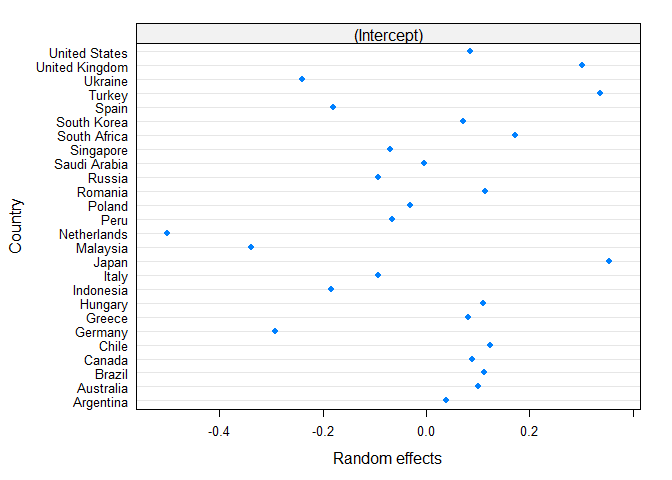 (Intercept)
United States
United Kingdom
Ukraine
Turkey
Spain
South Korea
South Africa
Singapore
Saudi Arabia
Russia
Romania
Poland
Peru
Netherlands
Malaysia
Japan
Italy
Indonesia
Hungary
Greece
Germany
Chile
Canada
Brazil
Australia
Argentina
Country
-0.4 -0.2 0.0 0.2
Random effects